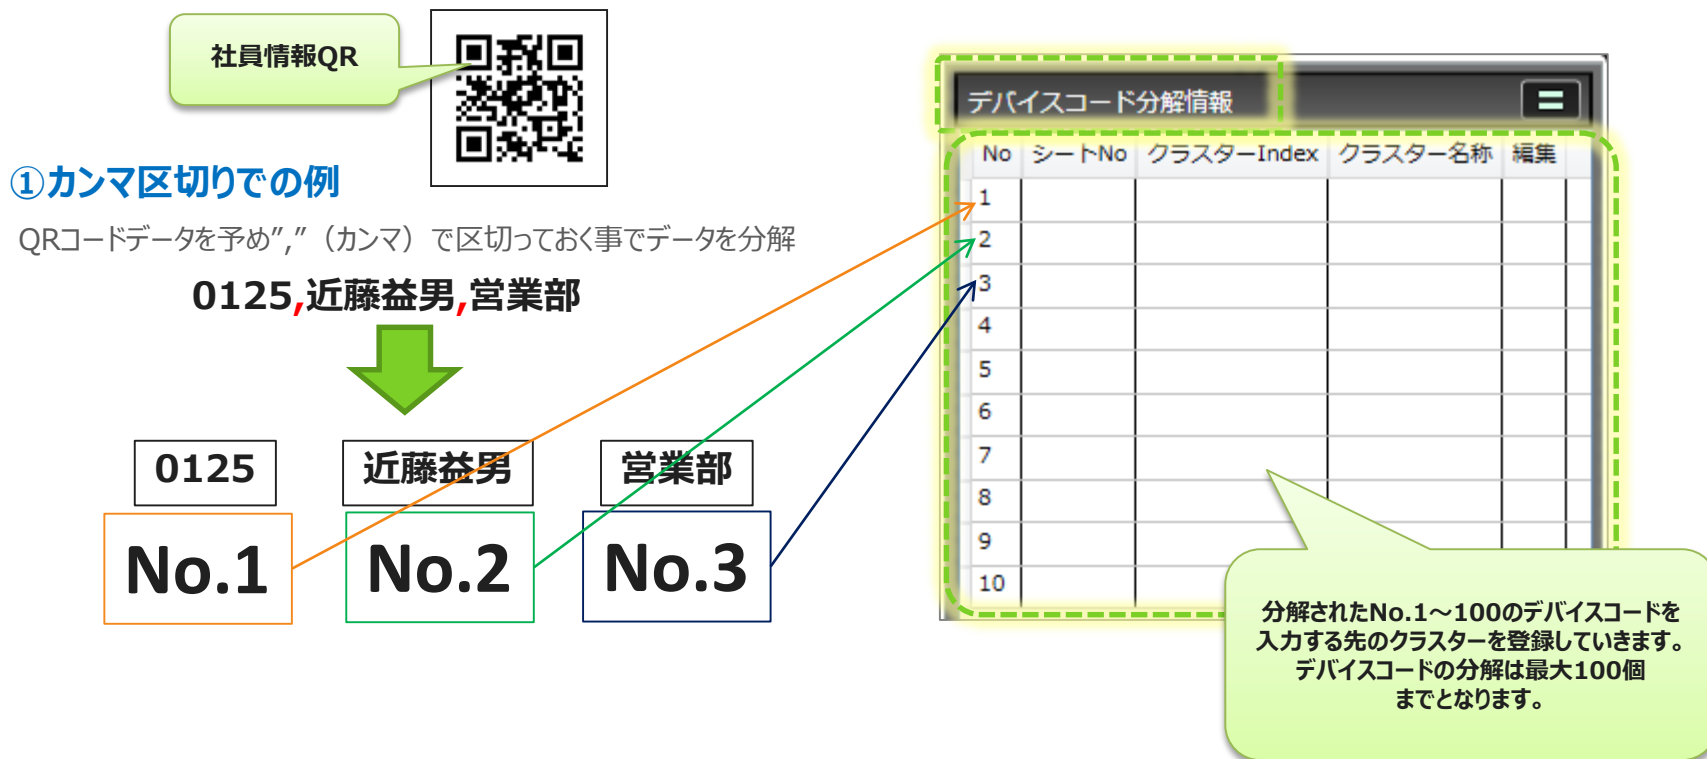 社員情報QR
①カンマ区切りでの例
QRコードデータを予め”,”（カンマ）で区切っておく事でデータを分解
0125,近藤益男,営業部
0125
近藤益男
営業部
No.1
No.2
No.3
デバイスコード分解情報
No シートNo クラスターIndex クラスター名称 編集
1
2
3
4
5
6
7
8
9
10
分解されたNo.1～100のデバイスコードを
入力する先のクラスターを登録していきます。
デバイスコードの分解は最大100個
までとなります。